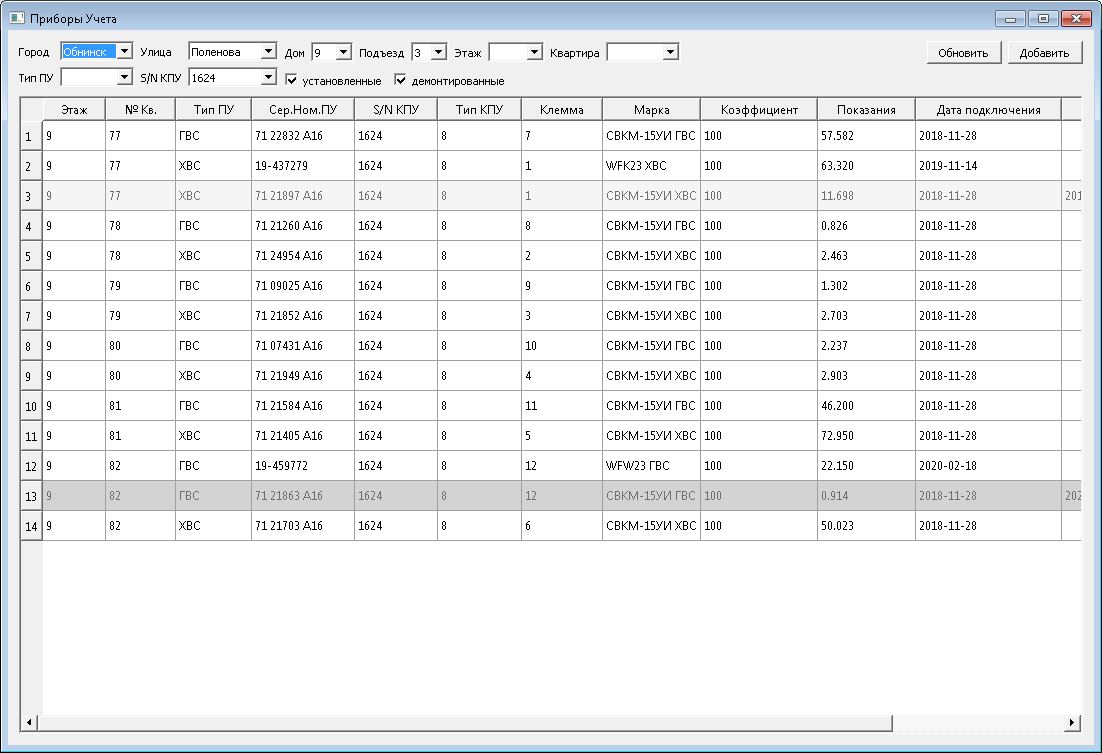 Приборы Учета
Город Обнинск Улица Поленова Дом 9 Подъезд 3 Этаж Квартира Обновить Добавить
Тип ПУ S/N КПУ 1624 установленные демонтированные
Этаж № Кв. Тип ПУ Сер.Ном.ПУ S/N КПУ Тип КПУ Клемма Марка Коэффициент Показания Дата подключения
1 9 77 ГВС 71 22832 А16 1624 8 7 СВКМ-15УИ ГВС 100 57.582 2018-11-28
2 9 77 ХВС 19-437279 1624 8 1 WFK23 ХВС 100 63.320 2019-11-14
3 9 77 ХВС 71 21897 А16 1624 8 1 СВКМ-15УИ ХВС 100 11.698 2018-11-28 201
4 9 78 ГВС 71 21260 А16 1624 8 8 СВКМ-15УИ ГВС 100 0.826 2018-11-28
5 9 78 ХВС 71 24954 А16 1624 8 2 СВКМ-15УИ ХВС 100 2.463 2018-11-28
6 9 79 ГВС 71 09025 А16 1624 8 9 СВКМ-15УИ ГВС 100 1.302 2018-11-28
7 9 79 ХВС 71 21852 А16 1624 8 3 СВКМ-15УИ ХВС 100 2.703 2018-11-28
8 9 80 ГВС 71 07431 А16 1624 8 10 СВКМ-15УИ ГВС 100 2.237 2018-11-28
9 9 80 ХВС 71 21949 А16 1624 8 4 СВКМ-15УИ ХВС 100 2.903 2018-11-28
10 9 81 ГВС 71 21584 А16 1624 8 11 СВКМ-15УИ ГВС 100 46.200 2018-11-28
11 9 81 ХВС 71 21405 А16 1624 8 5 СВКМ-15УИ ХВС 100 72.950 2018-11-28
12 9 82 ГВС 19-459772 1624 8 12 WFW23 ГВС 100 22.150 2020-02-18
13 9 82 ГВС 71 21863 А16 1624 8 12 СВКМ-15УИ ГВС 100 0.914 2018-11-28 202
14 9 82 ХВС 71 21703 А16 1624 8 6 СВКМ-15УИ ХВС 100 50.023 2018-11-28